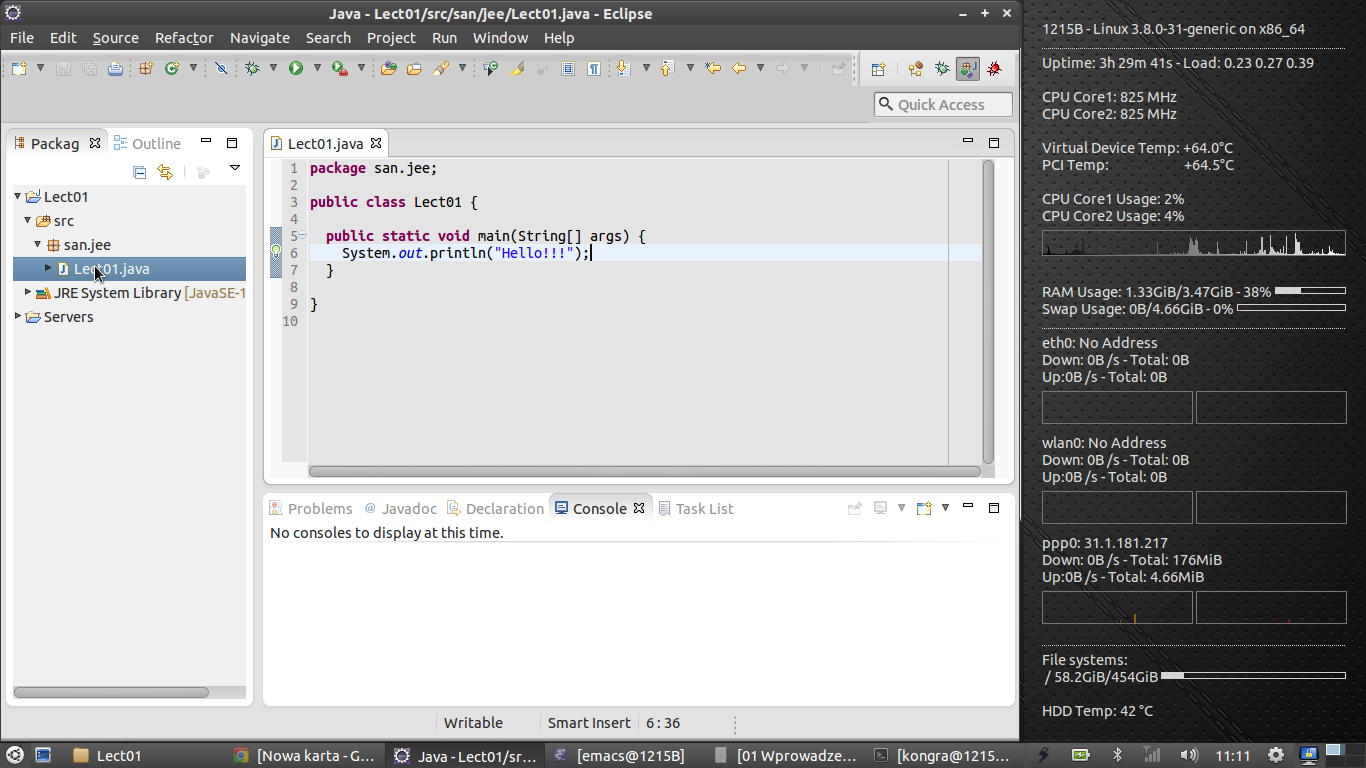 Java - Lect01/src/san/jee/Lect01.java - Eclipse
File Edit Source Refactor Navigate Search Project Run Window Help
Quick Access
Packag Outline
Lect01
src
san.jee
Lect01.java
JRE System Library [JavaSE-1
Servers
Lect01.java
1 package san.jee;
2
3 public class Lect01 {
4
5 public static void main(String[] args) {
6 System.out.println("Hello!!!");
7 }
8
9 }
10
Problems @ Javadoc Declaration Console Task List
No consoles to display at this time.
Writable Smart Insert 6 : 36
1215B - Linux 3.8.0-31-generic on x86_64
Uptime: 3h 29m 41s - Load: 0.23 0.27 0.39
CPU Core1: 825 MHz
CPU Core2: 825 MHz
Virtual Device Temp: +64.0°C
PCI Temp: +64.5°C
CPU Core1 Usage: 2%
CPU Core2 Usage: 4%
RAM Usage: 1.33GiB/3.47GiB - 38%
Swap Usage: 0B/4.66GiB - 0%
eth0: No Address
Down: 0B /s - Total: 0B
Up:0B /s - Total: 0B
wlan0: No Address
Down: 0B /s - Total: 0B
Up:0B /s - Total: 0B
ppp0: 31.1.181.217
Down: 0B /s - Total: 176MiB
Up:0B /s - Total: 4.66MiB
File systems:
/ 58.2GiB/454GiB
HDD Temp: 42 °C
Lect01 [Nowa karta - G... Java - Lect01/sr... [emacs@1215B] [01 Wprowadze... [kongra@1215... 11:11